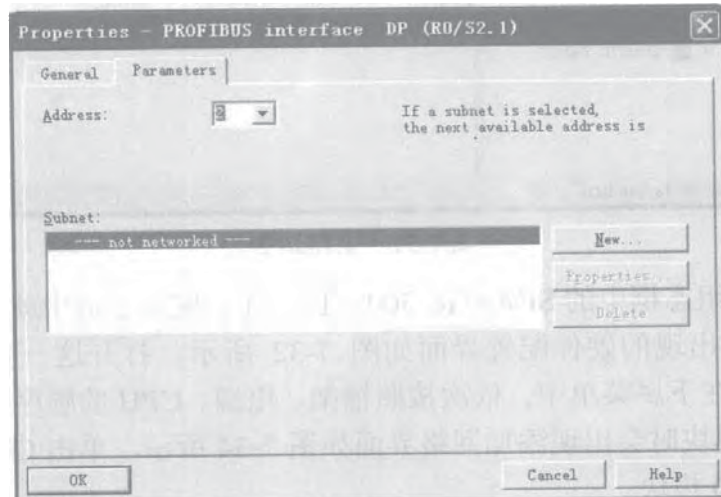 Properties - PROFIBUS interface DP (R0/S2.1)
General
Parameters
Address:
2
If a subnet is selected,
the next available address is
Subnet:
--- not networked ---
New...
Properties...
Delete
OK
Cancel
Help